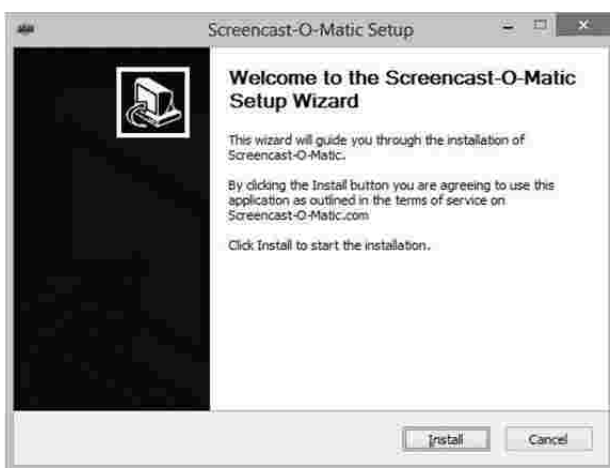 Screencast-O-Matic Setup
Welcome to the Screencast-O-Matic
Setup Wizard
This wizard will guide you through the installation of
Screencast-O-Matic.
By clicking the Install button you are agreeing to use this
application as outlined in the terms of service on
Screencast-O-Matic.com
Click Install to start the installation.
Install Cancel